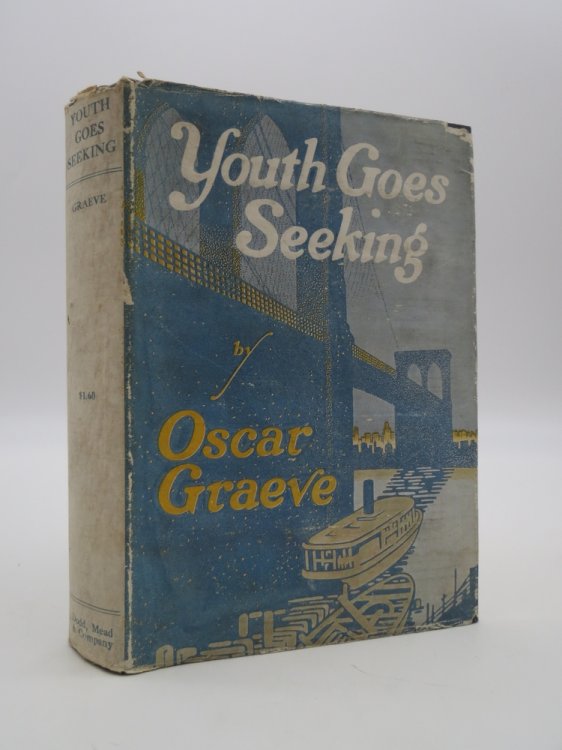 YOUTH
GOES
SEEKING
GRAEVE
$1.60
Dodd, Mead
& Company
Youth Goes
Seeking
by
Oscar
Graeve